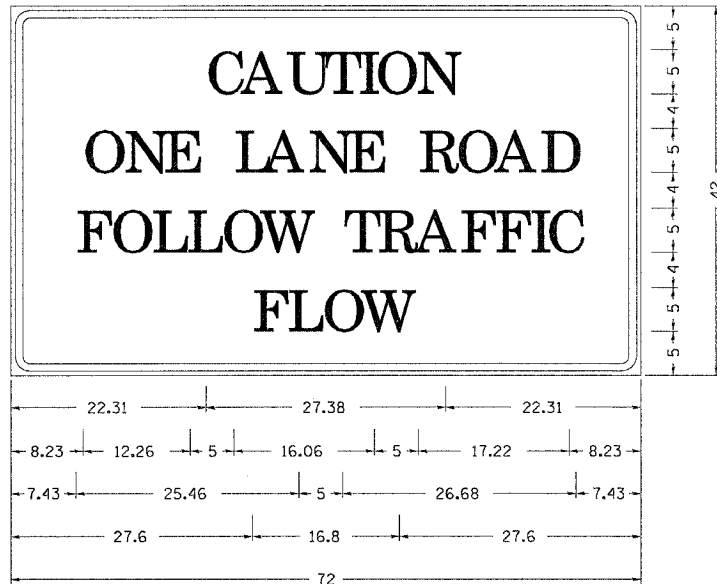 CAUTION
ONE LANE ROAD
FOLLOW TRAFFIC
FLOW
5
5
4
5
4
5
4
5
5
42
22.31 27.38 22.31
8.23 12.26 5 16.06 5 17.22 8.23
7.43 25.46 5 26.68 7.43
27.6 16.8 27.6
72